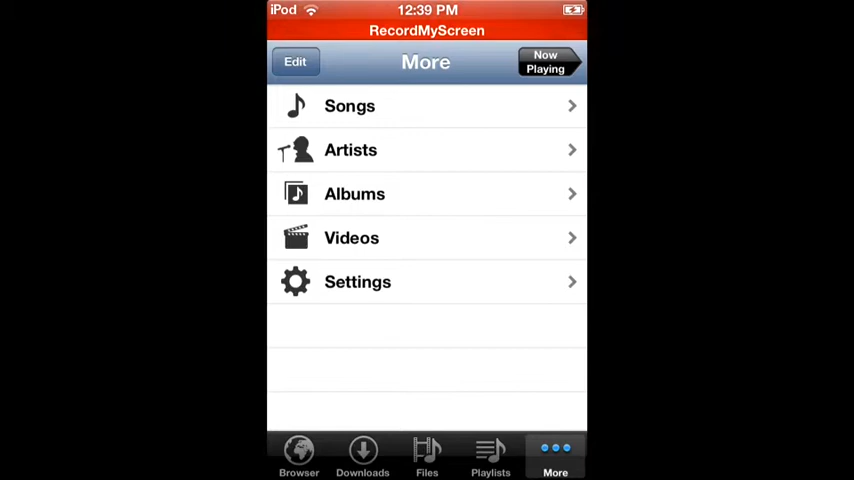 iPod 12:39 PM
RecordMyScreen
Edit More Now Playing
Songs
Artists
Albums
Videos
Settings
Browser Downloads Files Playlists More